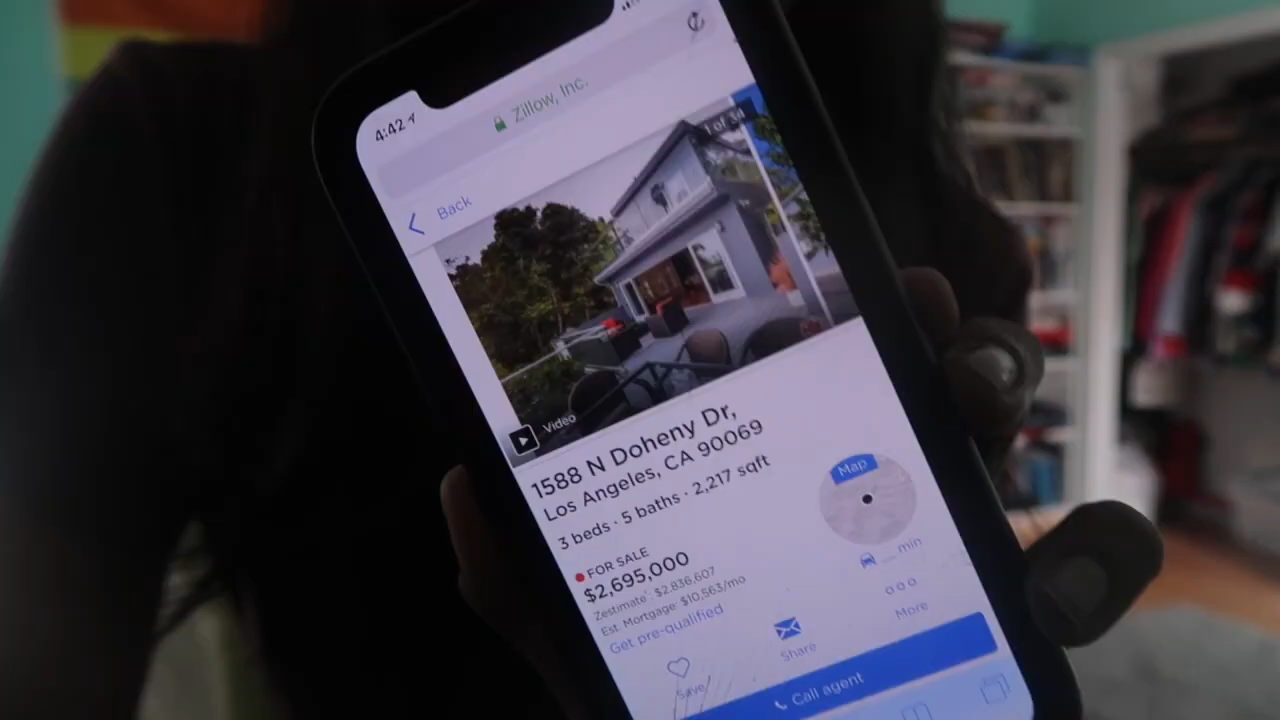 4:42
Zillow, Inc.
Back
1 of 34
Video
1588 N Doheny Dr,
Los Angeles, CA 90069
3 beds · 5 baths · 2,217 sqft
Map
FOR SALE
$2,695,000
Zestimate: $2,836,607
Est. Mortgage: $10,563/mo
Get pre-qualified
-- min
More
Share
Save
Call agent